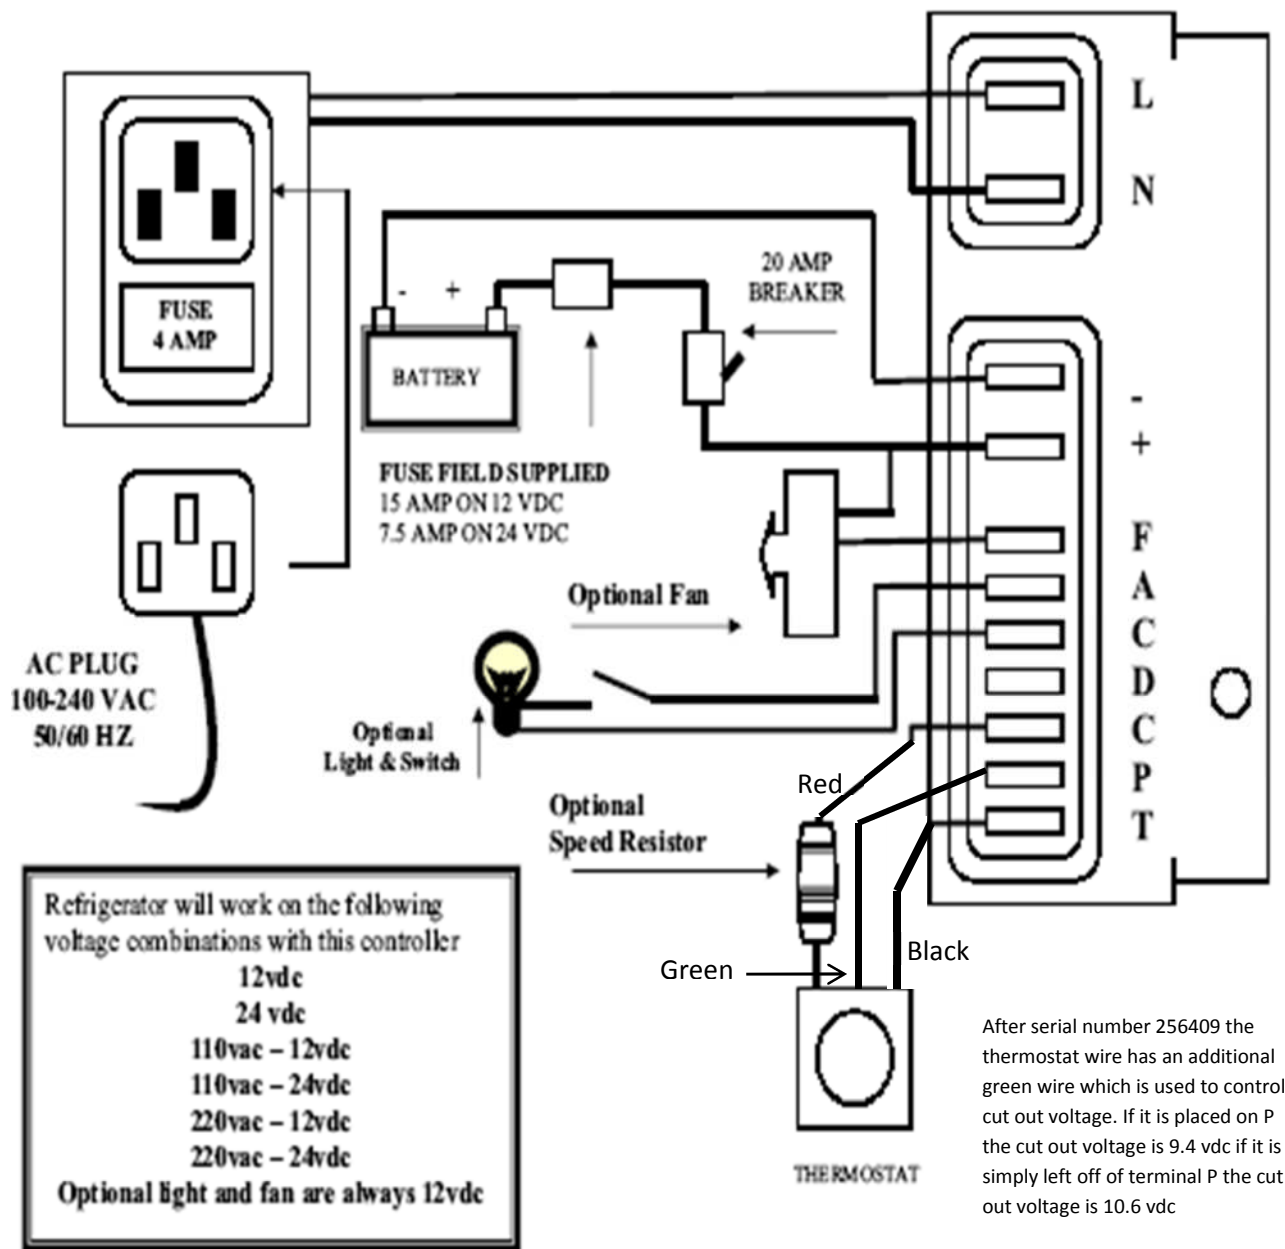 L
N
FUSE
4 AMP
- +
BATTERY
20 AMP
BREAKER
FUSE FIELD SUPPLIED
15 AMP ON 12 VDC
7.5 AMP ON 24 VDC
-
+
F
A
C
D
C
P
T
Optional Fan
AC PLUG
100-240 VAC
50/60 HZ
Optional
Light & Switch
Optional
Speed Resistor
Red
Green
Black
THERMOSTAT
Refrigerator will work on the following
voltage combinations with this controller
12vdc
24 vdc
110vac – 12vdc
110vac – 24vdc
220vac – 12vdc
220vac – 24vdc
Optional light and fan are always 12vdc
After serial number 256409 the
thermostat wire has an additional
green wire which is used to control
cut out voltage. If it is placed on P
the cut out voltage is 9.4 vdc if it is
simply left off of terminal P the cut
out voltage is 10.6 vdc